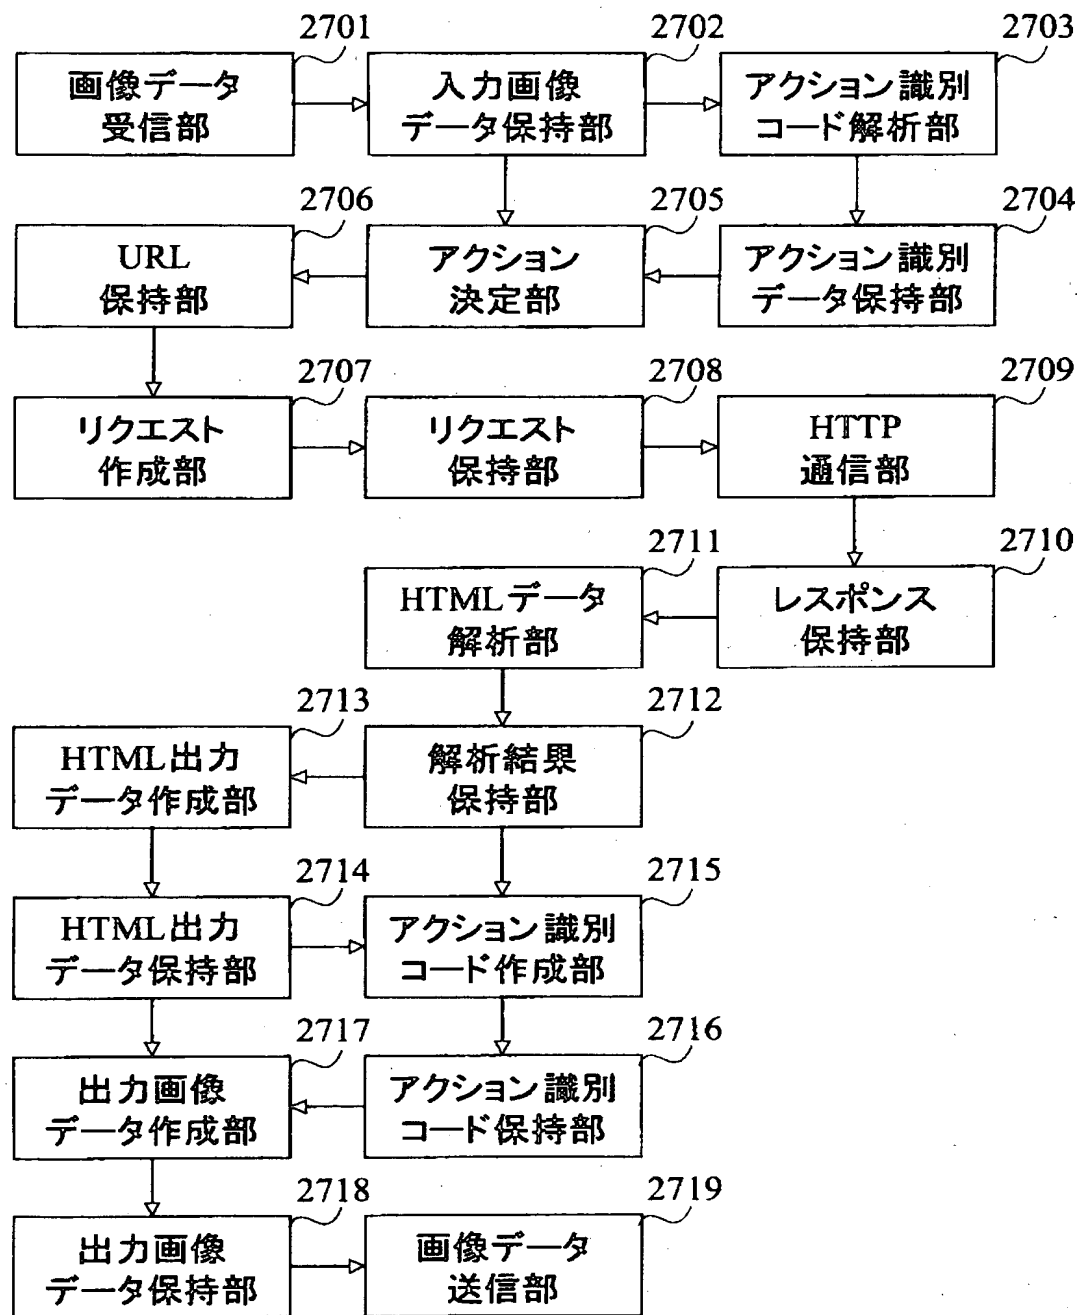 2701
画像データ
受信部
2702
入力画像
データ保持部
2703
アクション識別
コード解析部
2706
URL
保持部
2705
アクション
決定部
2704
アクション識別
データ保持部
2707
リクエスト
作成部
2708
リクエスト
保持部
2709
HTTP
通信部
2711
HTMLデータ
解析部
2710
レスポンス
保持部
2713
HTML出力
データ作成部
2712
解析結果
保持部
2714
HTML出力
データ保持部
2715
アクション識別
コード作成部
2717
出力画像
データ作成部
2716
アクション識別
コード保持部
2718
出力画像
データ保持部
2719
画像データ
送信部